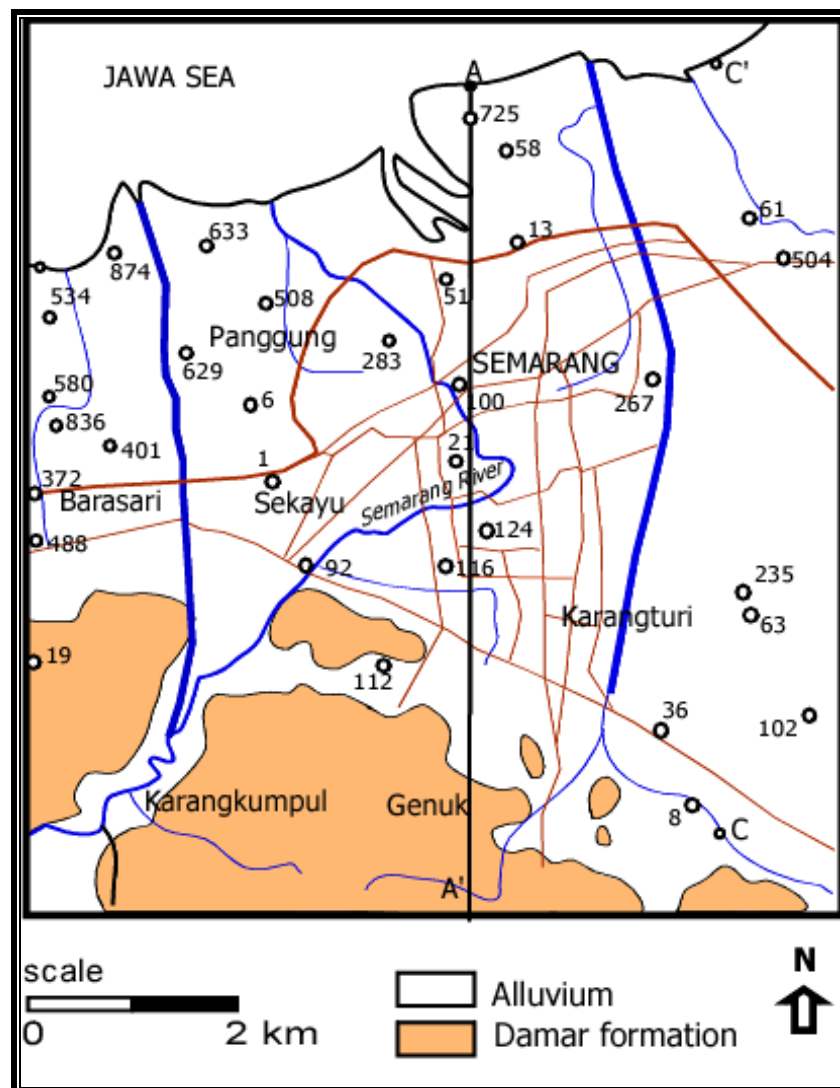 JAWA SEA
A
C'
725
58
61
13
633
874
504
534
508
51
Panggung
283
629
SEMARANG
580
6
100
267
836
401
21
1
372
Barasari
Sekayu
Semarang River
124
488
92
116
235
Karangturi
63
19
112
36
102
Karangkumpul
Genuk
8
C
A'
scale
0 2 km
Alluvium
Damar formation
N